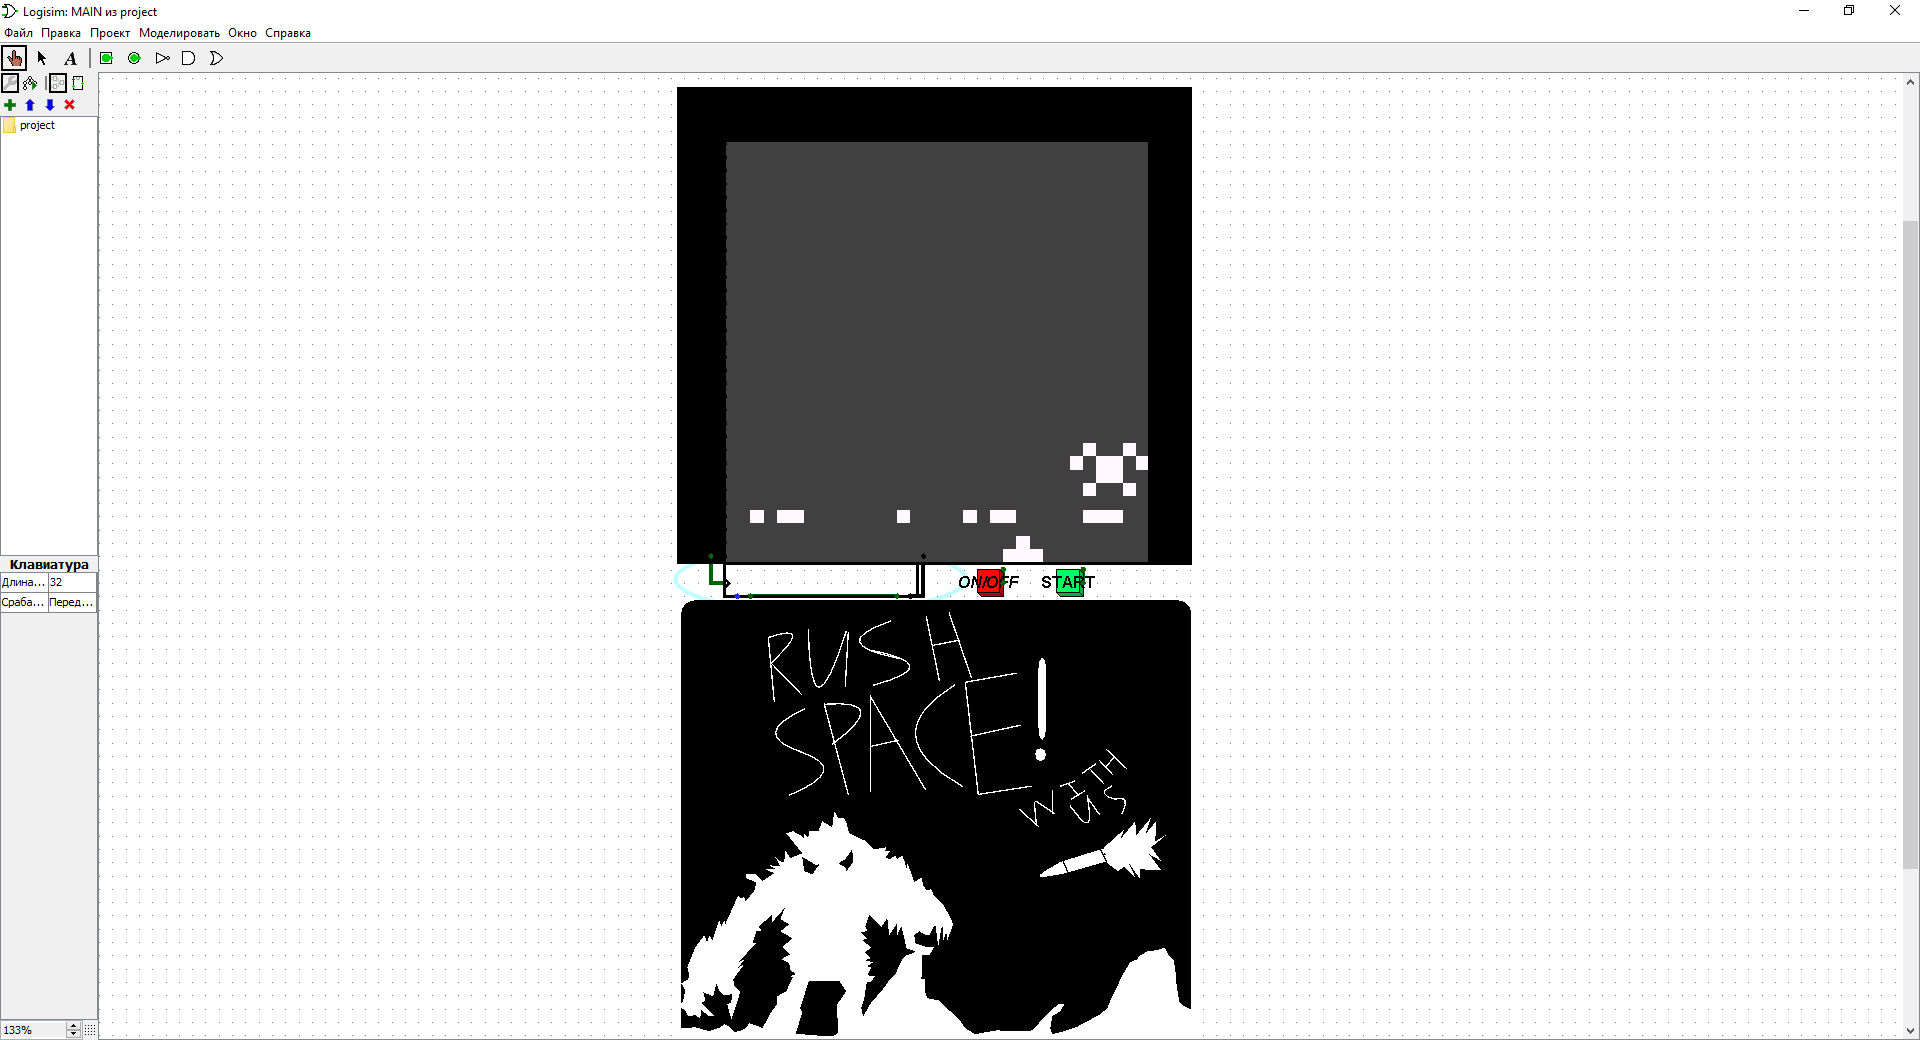 Logisim: MAIN из project
Файл Правка Проект Моделировать Окно Справка
A
project
Клавиатура
Длина... 32
Сраба... Перед...
133%
ON/OFF START
RUSH
SPACE!
WITH
US